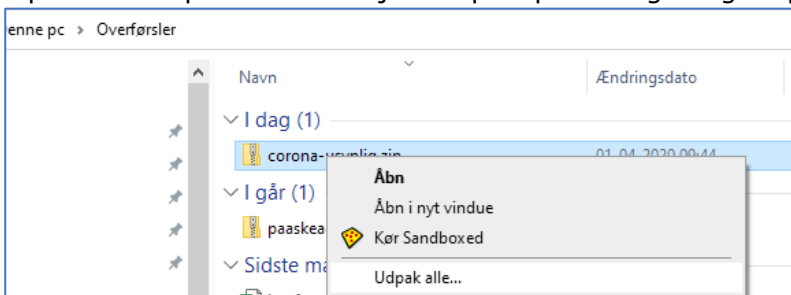 enne pc > Overførsler
Navn Ændringsdato
I dag (1)
corona-usynlig.zip 01-04-2020 09:44
Åbn
I går (1)
Åbn i nyt vindue
paaskea
Kør Sandboxed
Sidste må
Udpak alle...